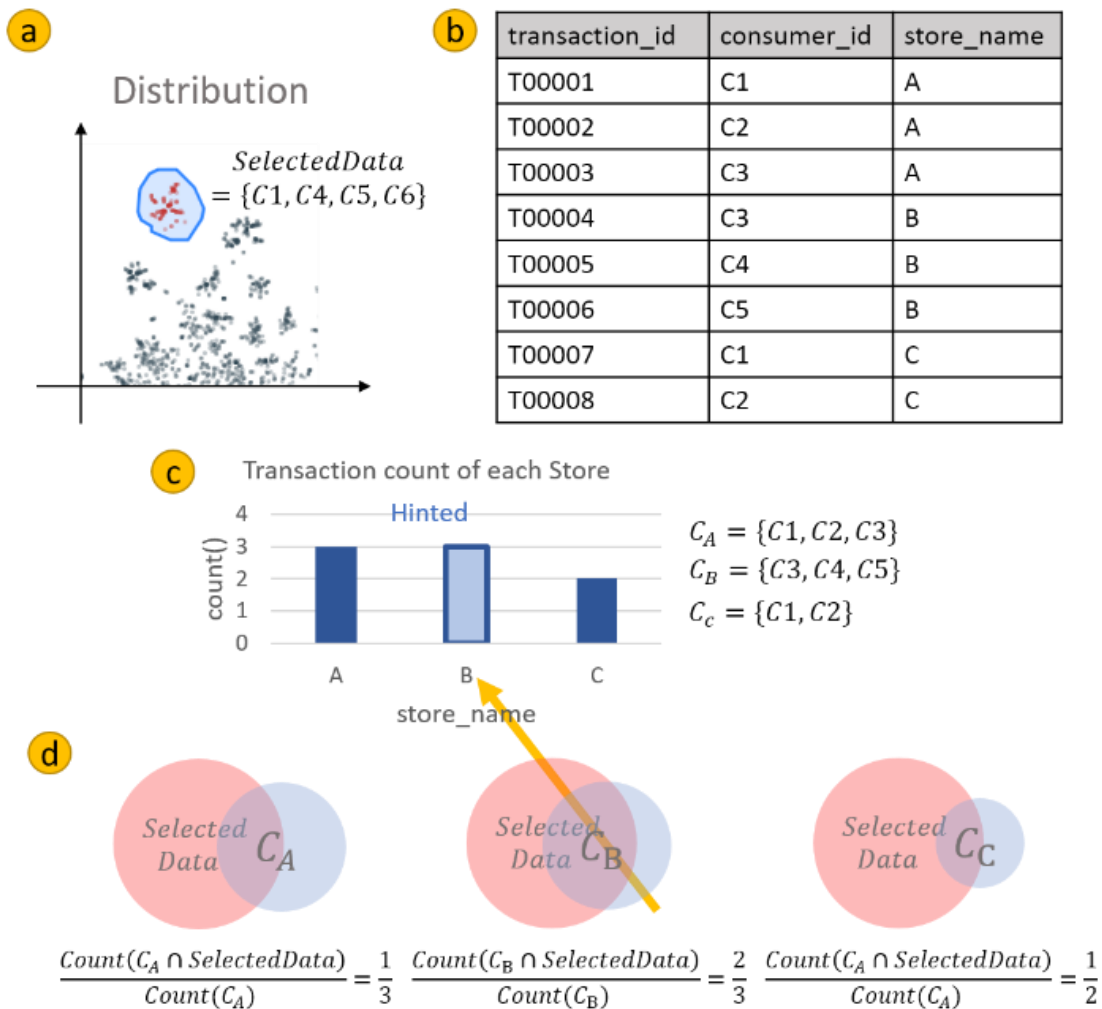 a
Distribution
SelectedData
= {C1, C4, C5, C6}
b
transaction_id consumer_id store_name
T00001 C1 A
T00002 C2 A
T00003 C3 A
T00004 C3 B
T00005 C4 B
T00006 C5 B
T00007 C1 C
T00008 C2 C
c
Transaction count of each Store
Hinted
count()
4
3
2
1
0
A B C
store_name
C_A = {C1, C2, C3}
C_B = {C3, C4, C5}
C_c = {C1, C2}
d
Selected
Data
C_A
Selected
Data
C_B
Selected
Data
C_C
Count(C_A ∩ SelectedData) / Count(C_A) = 1/3
Count(C_B ∩ SelectedData) / Count(C_B) = 2/3
Count(C_A ∩ SelectedData) / Count(C_A) = 1/2